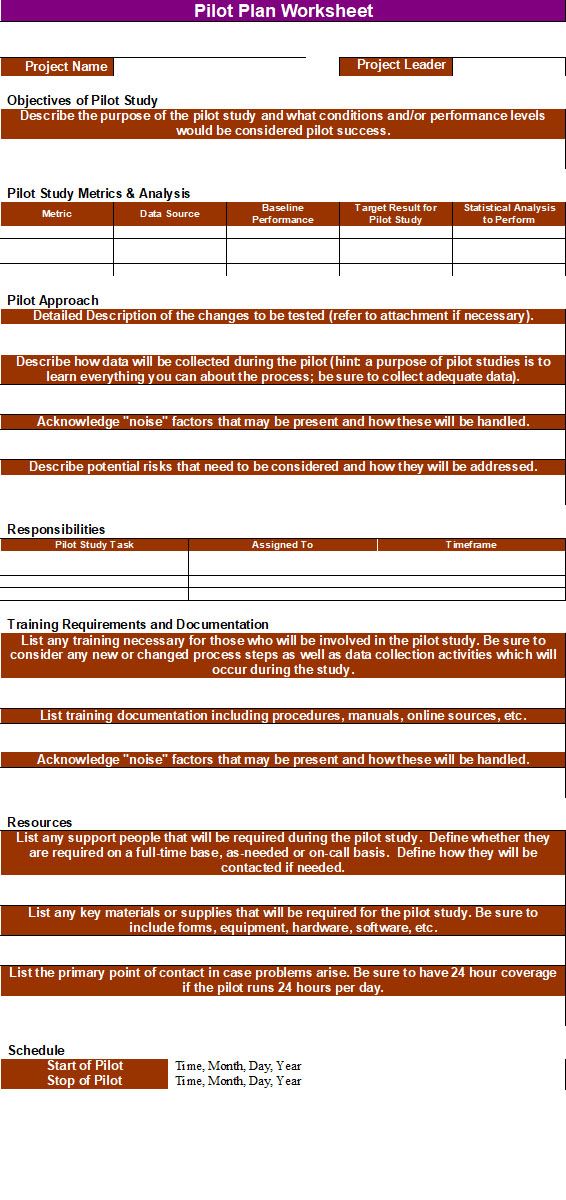 Pilot Plan Worksheet
Project Name
Project Leader
Objectives of Pilot Study
Describe the purpose of the pilot study and what conditions and/or performance levels
would be considered pilot success.
Pilot Study Metrics & Analysis
Metric
Data Source
Baseline
Performance
Target Result for
Pilot Study
Statistical Analysis
to Perform
Pilot Approach
Detailed Description of the changes to be tested (refer to attachment if necessary).
Describe how data will be collected during the pilot (hint: a purpose of pilot studies is to
learn everything you can about the process; be sure to collect adequate data).
Acknowledge "noise" factors that may be present and how these will be handled.
Describe potential risks that need to be considered and how they will be addressed.
Responsibilities
Pilot Study Task
Assigned To
Timeframe
Training Requirements and Documentation
List any training necessary for those who will be involved in the pilot study. Be sure to
consider any new or changed process steps as well as data collection activities which will
occur during the study.
List training documentation including procedures, manuals, online sources, etc.
Acknowledge "noise" factors that may be present and how these will be handled.
Resources
List any support people that will be required during the pilot study. Define whether they
are required on a full-time base, as-needed or on-call basis. Define how they will be
contacted if needed.
List any key materials or supplies that will be required for the pilot study. Be sure to
include forms, equipment, hardware, software, etc.
List the primary point of contact in case problems arise. Be sure to have 24 hour coverage
if the pilot runs 24 hours per day.
Schedule
Start of Pilot
Time, Month, Day, Year
Stop of Pilot
Time, Month, Day, Year